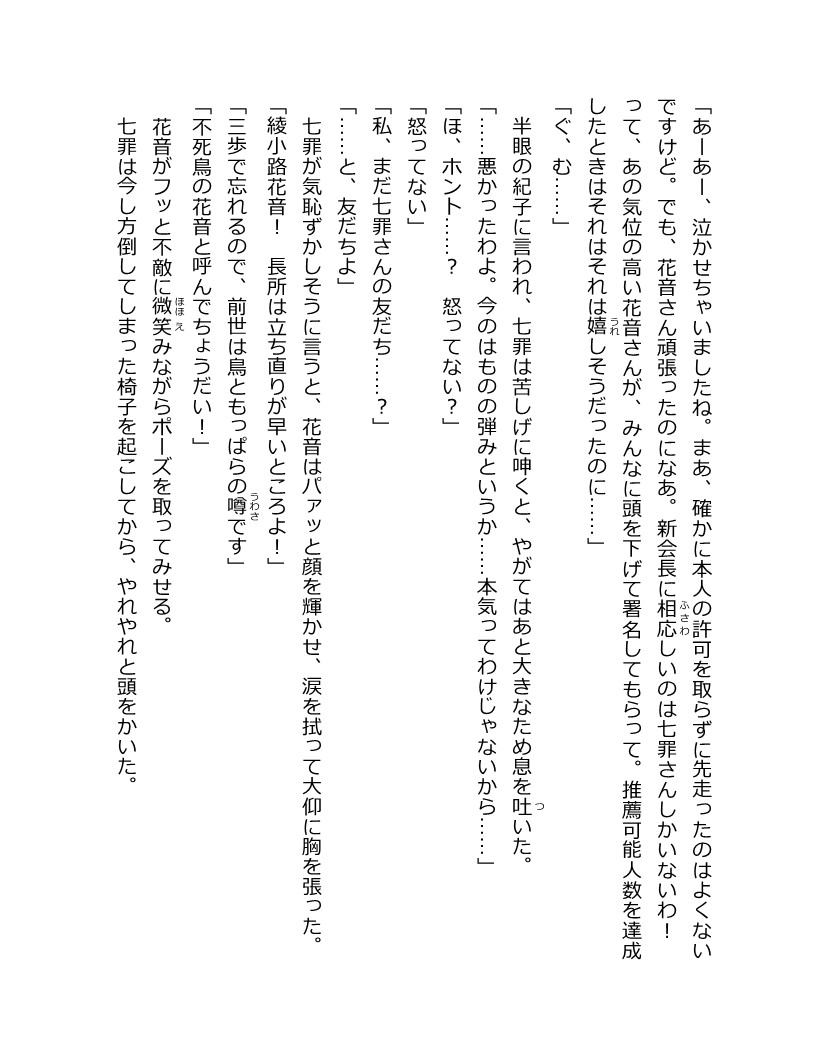 「あーあー、泣かせちゃいましたね。まあ、確かに本人の許可を取らずに先走ったのはよくない
ですけど。でも、花音さん頑張ったのになあ。新会長に相応しいのは七罪さんしかいないわ！
って、あの気位の高い花音さんが、みんなに頭を下げて署名してもらって。推薦可能人数を達成
したときはそれはそれは嬉しそうだったのに……」
「ぐ、む……」
　半眼の紀子に言われ、七罪は苦しげに呻くと、やがてはあと大きなため息を吐いた。
「……悪かったわよ。今のはものの弾みというか……本気ってわけじゃないから……」
「ほ、ホント……？　怒ってない？」
「怒ってない」
「私、まだ七罪さんの友だち……？」
「……と、友だちよ」
　七罪が気恥ずかしそうに言うと、花音はパァッと顔を輝かせ、涙を拭って大仰に胸を張った。
「綾小路花音！　長所は立ち直りが早いところよ！」
「三歩で忘れるので、前世は鳥ともっぱらの噂です」
「不死鳥の花音と呼んでちょうだい！」
　花音がフッと不敵に微笑みながらポーズを取ってみせる。
　七罪は今し方倒してしまった椅子を起こしてから、やれやれと頭をかいた。